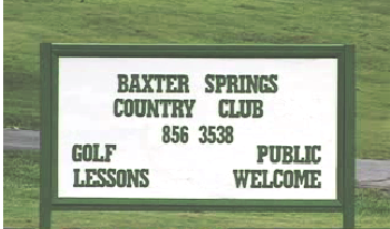 BAXTER SPRINGS
COUNTRY CLUB
856 3538
GOLF PUBLIC
LESSONS WELCOME